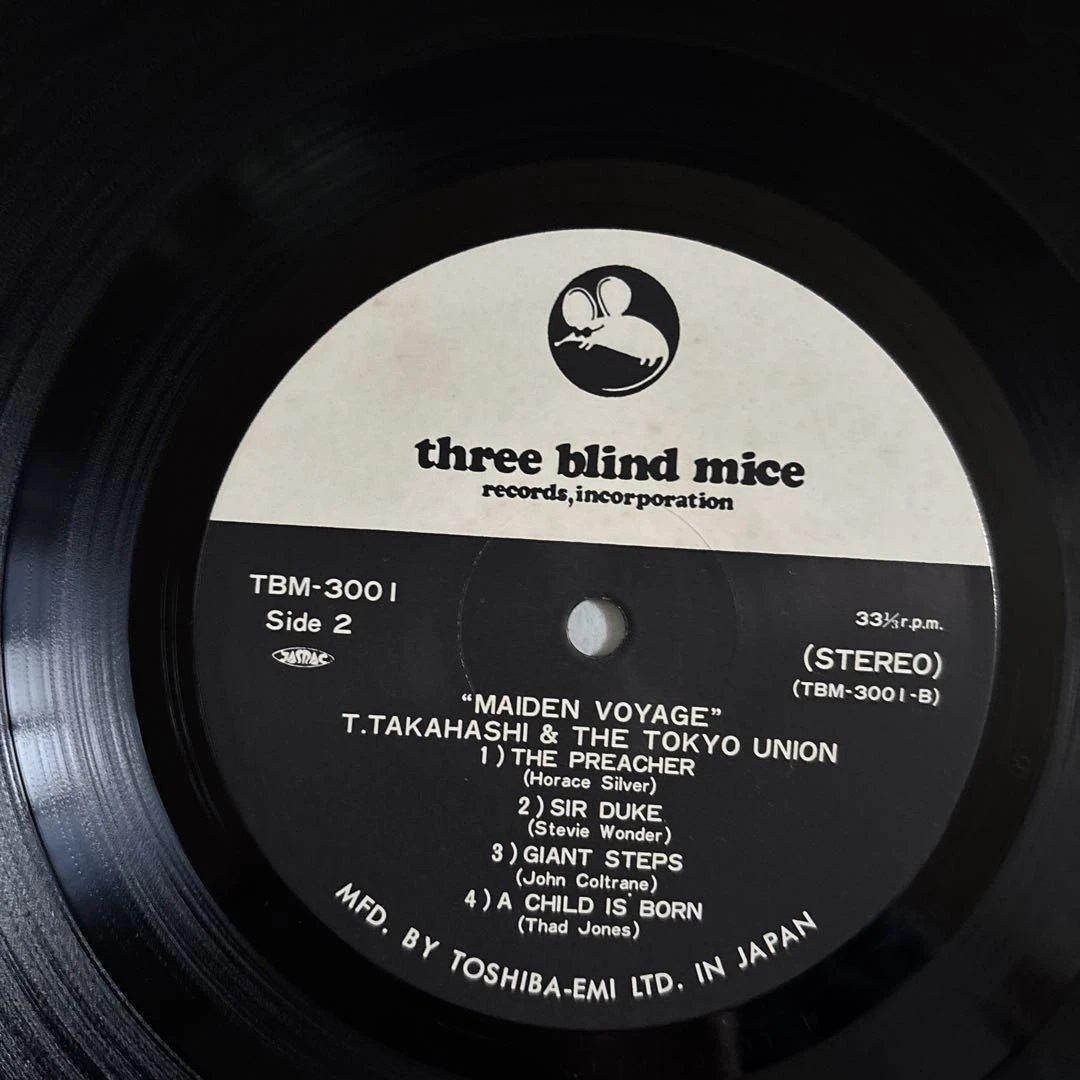 three blind mice
records, incorporation
TBM-3001
Side 2
JASRAC
33⅓ r.p.m.
(STEREO)
(TBM-3001-B)
“MAIDEN VOYAGE”
T.TAKAHASHI & THE TOKYO UNION
1) THE PREACHER
(Horace Silver)
2) SIR DUKE
(Stevie Wonder)
3) GIANT STEPS
(John Coltrane)
4) A CHILD IS BORN
(Thad Jones)
MFD. BY TOSHIBA-EMI LTD. IN JAPAN